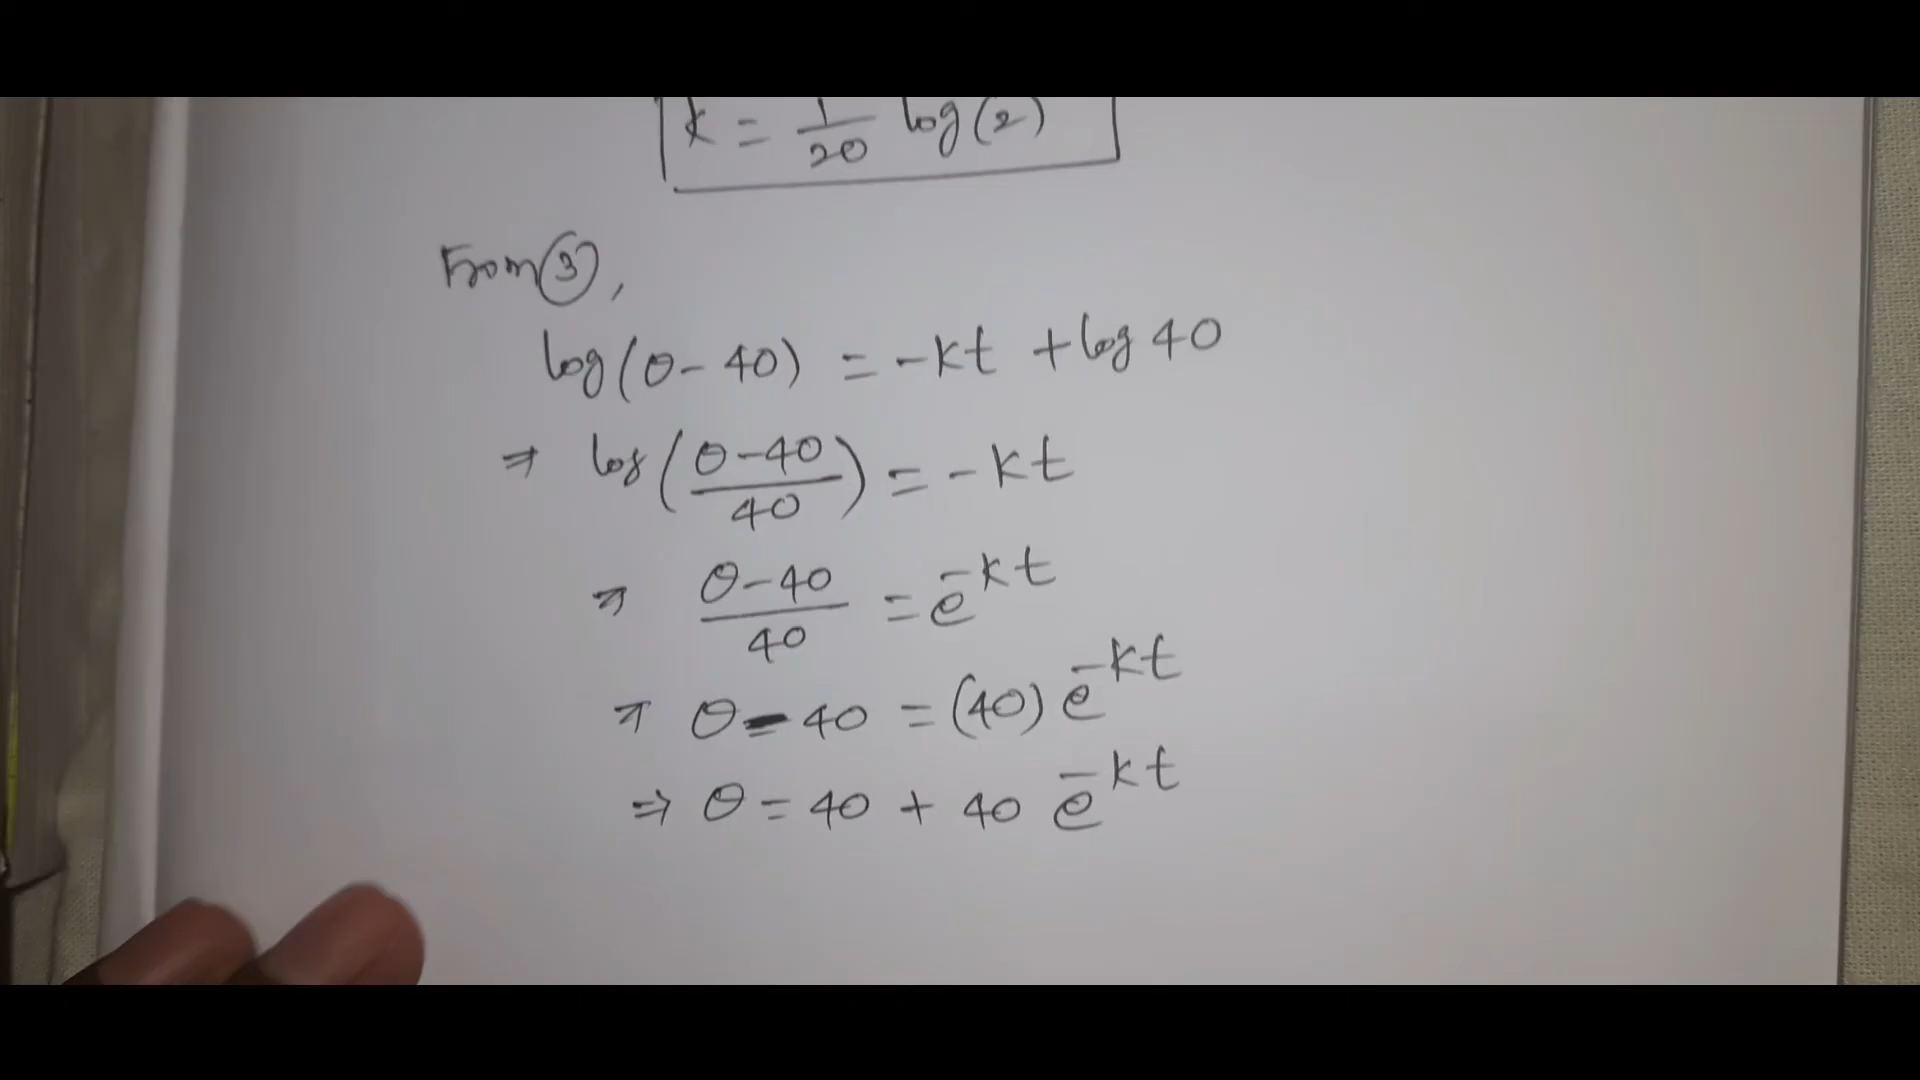 k = 1/20 log(2)
From ③,
log(θ - 40) = -kt + log 40
⇒ log((θ-40)/40) = -kt
⇒ (θ-40)/40 = e^-kt
⇒ θ - 40 = (40) e^-kt
⇒ θ = 40 + 40 e^-kt